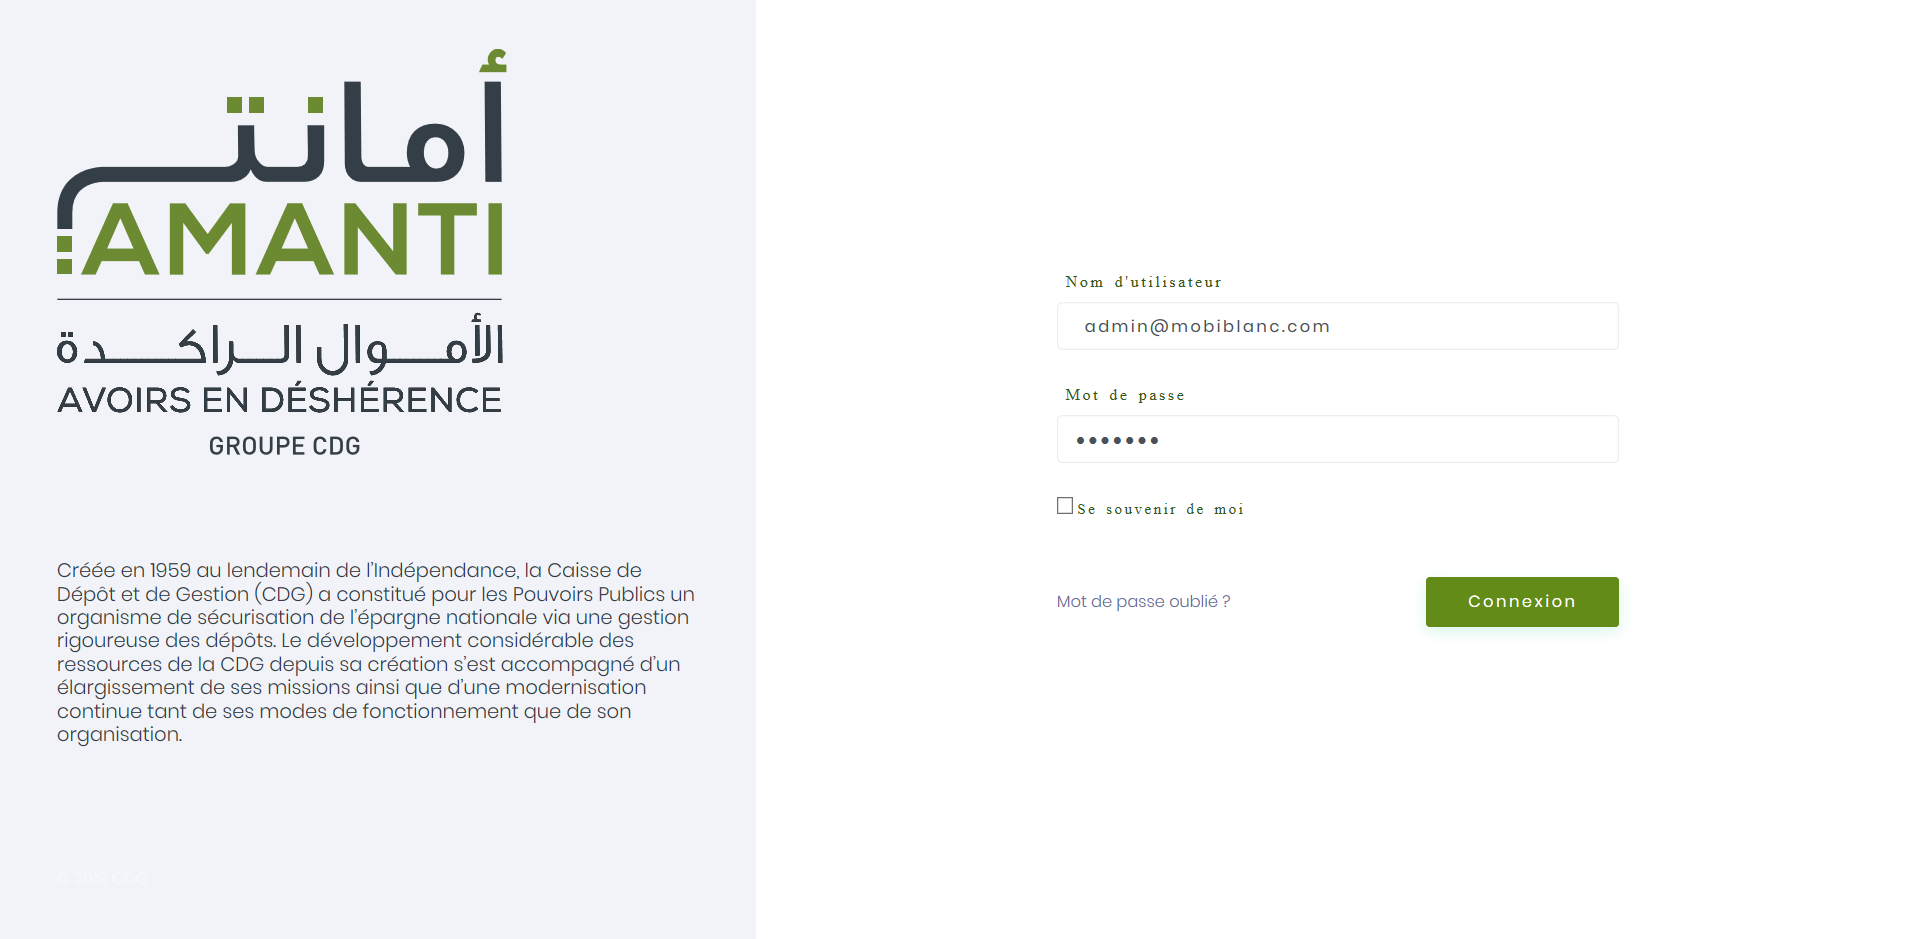 أمانتي
AMANTI
الأموال الراكدة
AVOIRS EN DÉSHÉRENCE
GROUPE CDG
Créée en 1959 au lendemain de l’Indépendance, la Caisse de
Dépôt et de Gestion (CDG) a constitué pour les Pouvoirs Publics un
organisme de sécurisation de l’épargne nationale via une gestion
rigoureuse des dépôts. Le développement considérable des
ressources de la CDG depuis sa création s’est accompagné d’un
élargissement de ses missions ainsi que d’une modernisation
continue tant de ses modes de fonctionnement que de son
organisation.
Nom d'utilisateur
admin@mobiblanc.com
Mot de passe
•••••••
Se souvenir de moi
Mot de passe oublié ?
Connexion